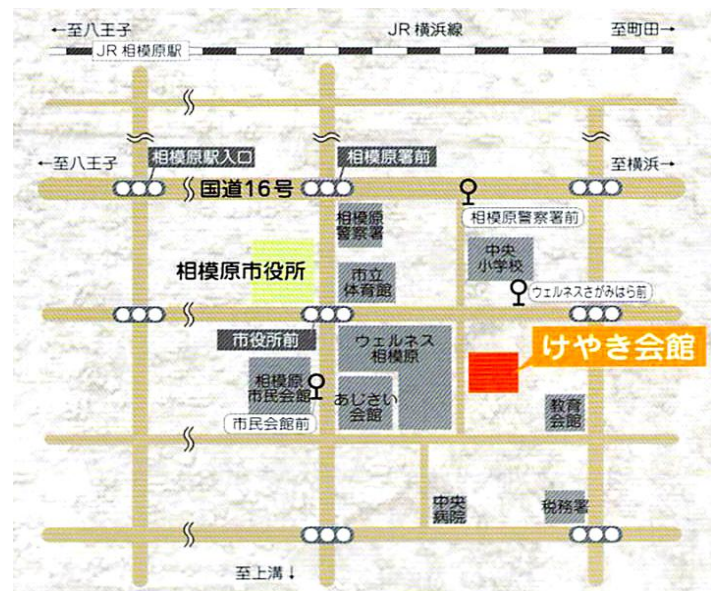 ←至八王子
JR横浜線
至町田→
JR相模原駅
←至八王子
相模原駅入口
相模原署前
至横浜→
国道16号
相模原
警察署
相模原警察署前
中央
小学校
相模原市役所
市立
体育館
ウェルネスさがみはら前
市役所前
ウェルネス
相模原
けやき会館
相模原
市民会館
あじさい
会館
教育
会館
市民会館前
中央
病院
税務署
至上溝↓